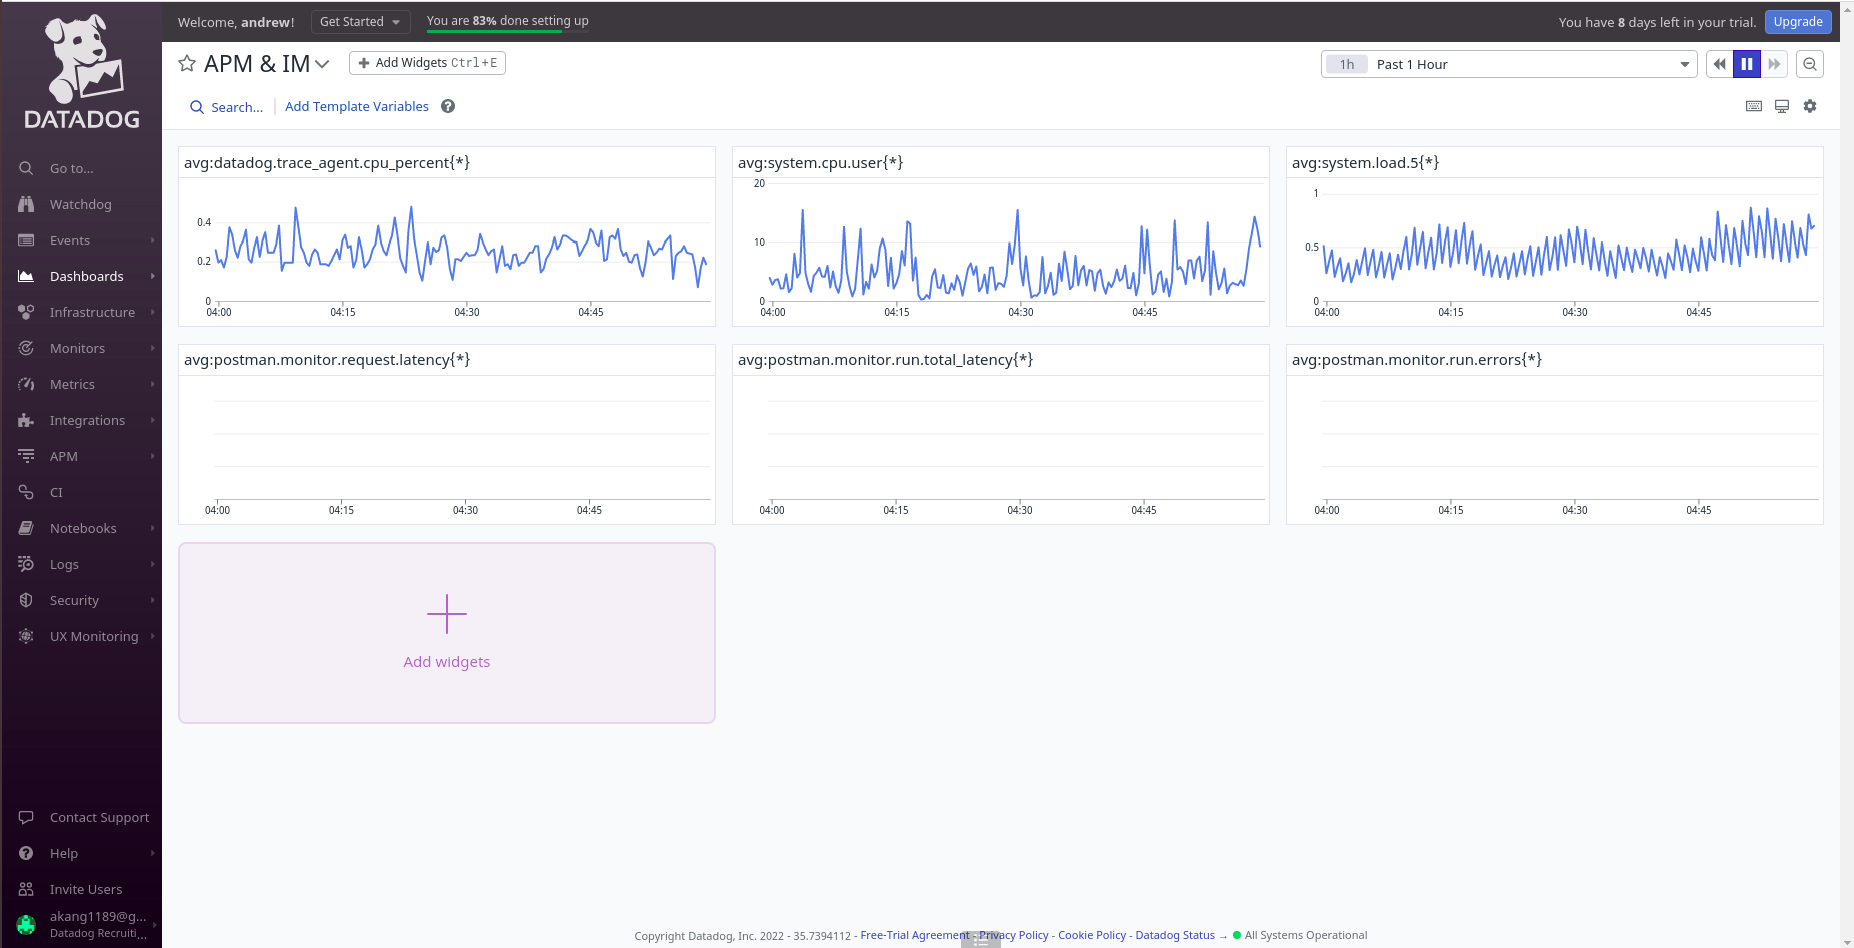 Welcome, andrew!
Get Started
You are 83% done setting up
You have 8 days left in your trial.
Upgrade
DATADOG
Go to...
Watchdog
Events
Dashboards
Infrastructure
Monitors
Metrics
Integrations
APM
CI
Notebooks
Logs
Security
UX Monitoring
Contact Support
Help
Invite Users
akang1189@g...
Datadog Recruiti...
APM & IM
Add Widgets Ctrl+E
1h Past 1 Hour
Search...
Add Template Variables
avg:datadog.trace_agent.cpu_percent{*}
0.4
0.2
0
04:00 04:15 04:30 04:45
avg:system.cpu.user{*}
20
10
0
04:00 04:15 04:30 04:45
avg:system.load.5{*}
1
0.5
0
04:00 04:15 04:30 04:45
avg:postman.monitor.request.latency{*}
04:00 04:15 04:30 04:45
avg:postman.monitor.run.total_latency{*}
04:00 04:15 04:30 04:45
avg:postman.monitor.run.errors{*}
04:00 04:15 04:30 04:45
Add widgets
Copyright Datadog, Inc. 2022 - 35.7394112 - Free-Trial Agreement - Privacy Policy - Cookie Policy - Datadog Status → All Systems Operational